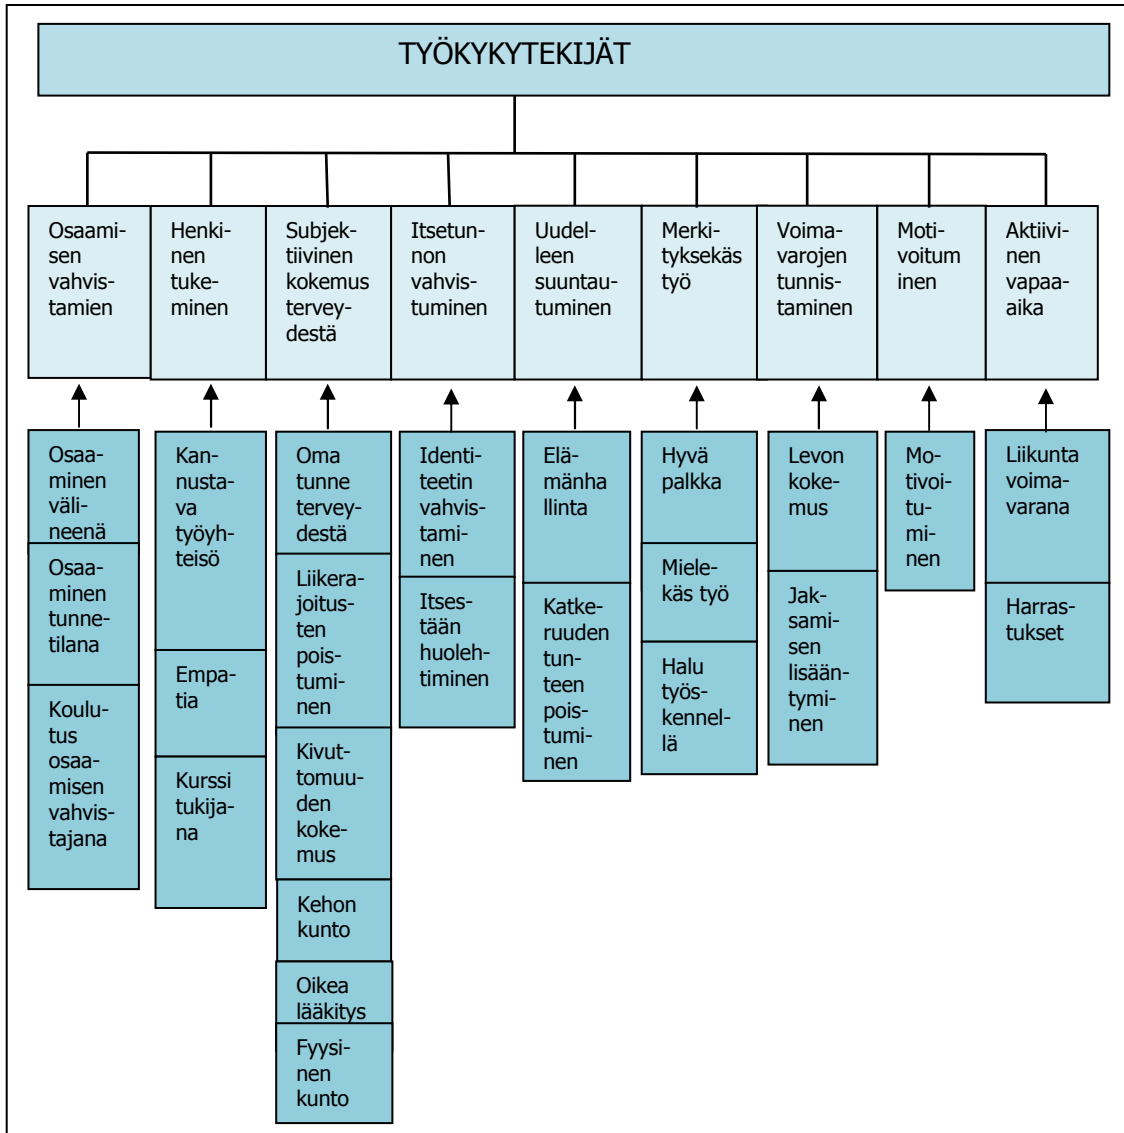 TYÖKYKYTEKIJÄT
Osaami-
sen
vahvis-
tamien
Henki-
nen
tuke-
minen
Subjek-
tiivinen
kokemus
tervey-
destä
Itsetun-
non
vahvis-
tuminen
Uudel-
leen
suuntau-
tuminen
Merki-
tyksekäs
työ
Voima-
varojen
tunnis-
taminen
Moti-
voitum
inen
Aktiivi-
nen
vapaa-
aika
Osaa-
minen
väli-
neenä
Osaa-
minen
tunne-
tilana
Koulu-
tus
osaa-
misen
vahvis-
tajana
Kan-
nusta-
va
työyh-
teisö
Empa-
tia
Kurssi
tukija-
na
Oma
tunne
tervey-
destä
Liikera-
joitus-
ten
pois-
tumi-
nen
Kivut-
tomuu-
den
koke-
mus
Kehon
kunto
Oikea
lääkitys
Fyysi-
nen
kunto
Identi-
teetin
vahvis-
tami-
nen
Itses-
tään
huoleh-
timinen
Elä-
mänha
llinta
Katke-
ruuden
tun-
teen
pois-
tumi-
nen
Hyvä
palkka
Miele-
käs työ
Halu
työs-
kennel-
lä
Levon
koke-
mus
Jak-
sami-
sen
lisään-
tymi-
nen
Mo-
tivoi-
tu-
mi-
nen
Liikunta
voima-
varana
Harras-
tukset